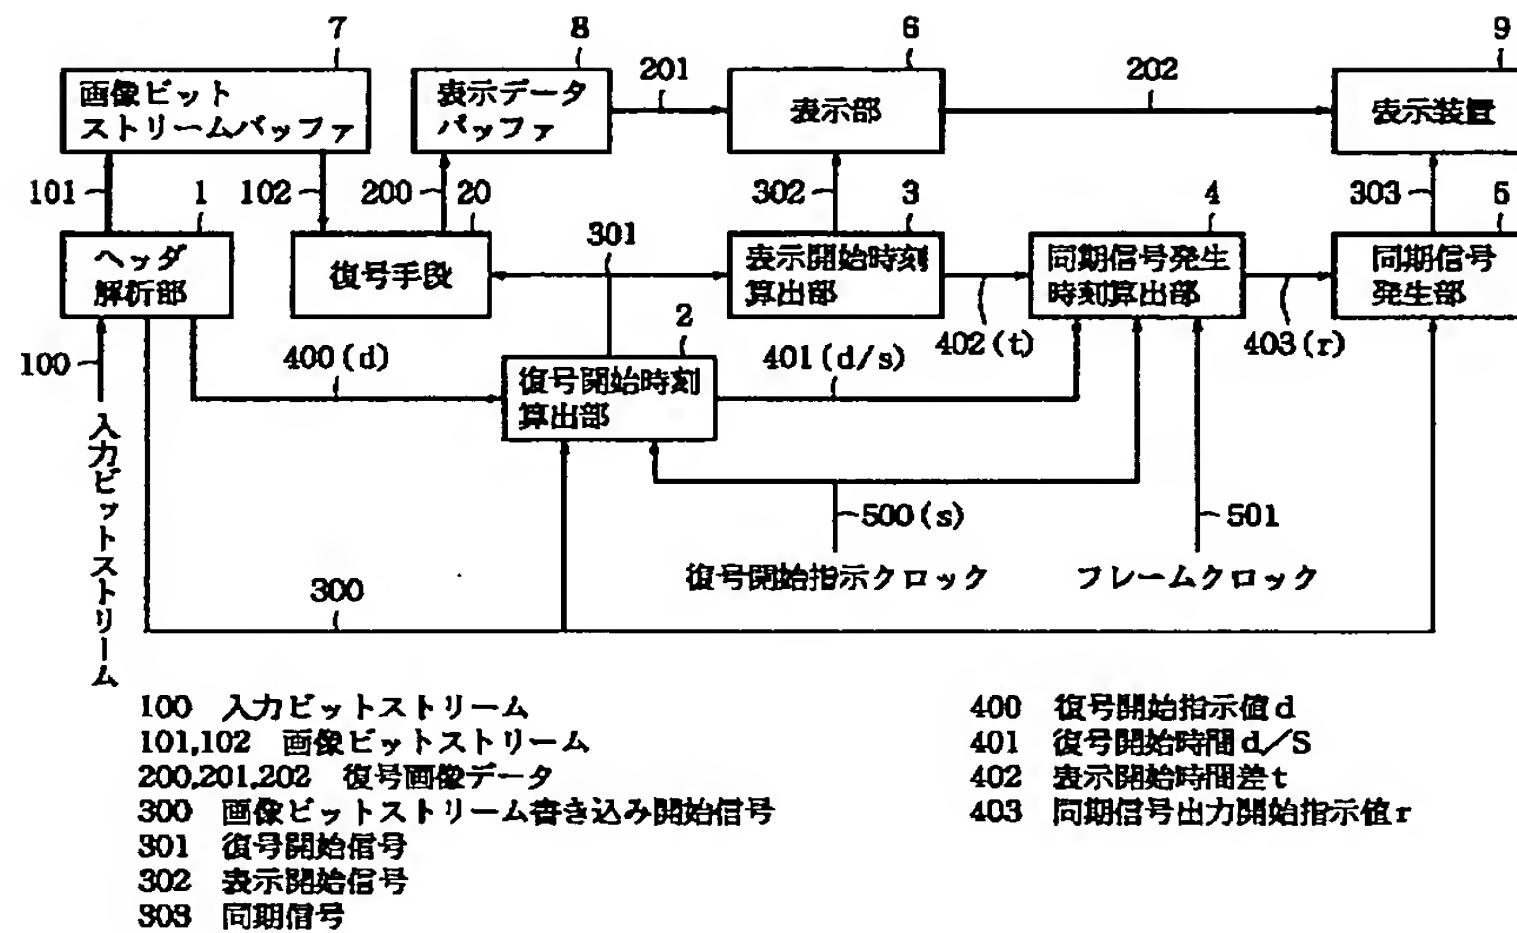 7
8
6
9
画像ビット
ストリームバッファ
表示データ
バッファ
201
表示部
202
表示装置
101
1
102
200
20
302
3
4
303
5
ヘッダ
解析部
復号手段
301
表示開始時刻
算出部
同期信号発生
時刻算出部
同期信号
発生部
100
400(d)
2
401(d/s)
402(t)
403(r)
復号開始時刻
算出部
入力ビットストリーム
500(s)
501
復号開始指示クロック
フレームクロック
300
100 入力ビットストリーム
101,102 画像ビットストリーム
200,201,202 復号画像データ
300 画像ビットストリーム書き込み開始信号
301 復号開始信号
302 表示開始信号
303 同期信号
400 復号開始指示値d
401 復号開始時間d/S
402 表示開始時間差t
403 同期信号出力開始指示値r